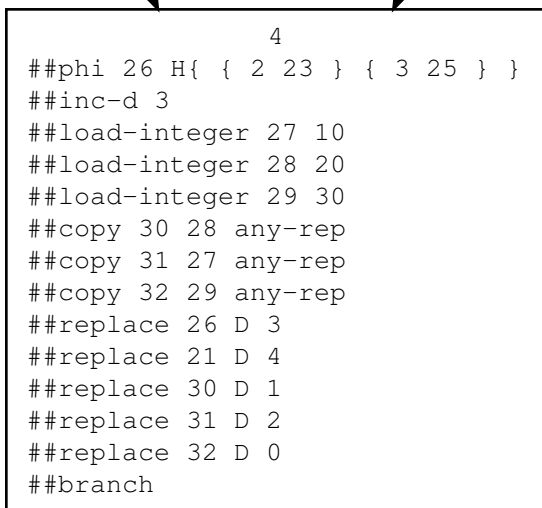 4
##phi 26 H{ { 2 23 } { 3 25 } }
##inc-d 3
##load-integer 27 10
##load-integer 28 20
##load-integer 29 30
##copy 30 28 any-rep
##copy 31 27 any-rep
##copy 32 29 any-rep
##replace 26 D 3
##replace 21 D 4
##replace 30 D 1
##replace 31 D 2
##replace 32 D 0
##branch